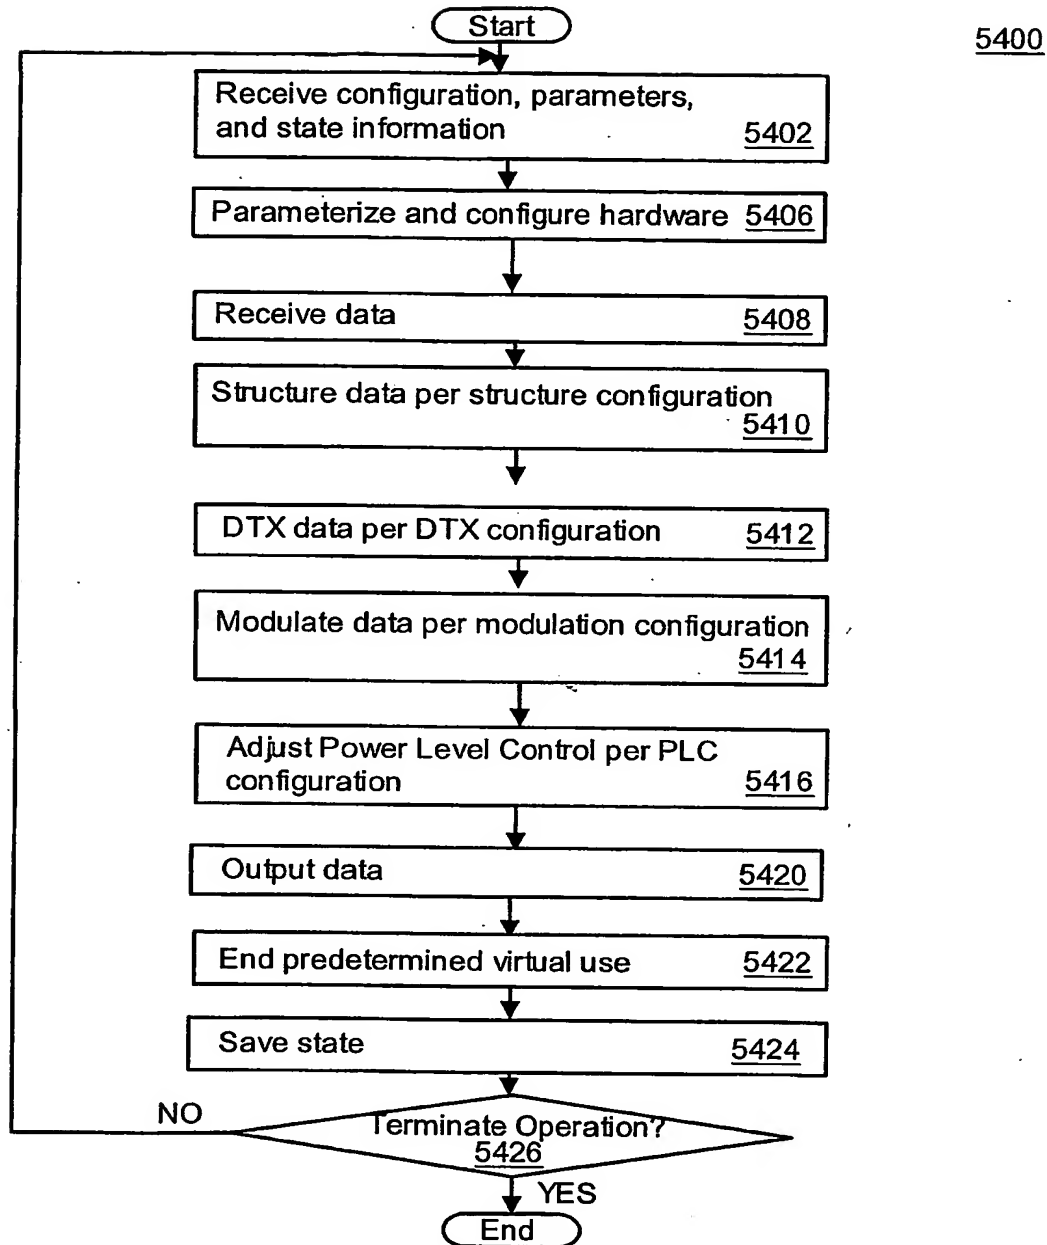 Start
5400
Receive configuration, parameters,
and state information 5402
Parameterize and configure hardware 5406
Receive data 5408
Structure data per structure configuration
5410
DTX data per DTX configuration 5412
Modulate data per modulation configuration
5414
Adjust Power Level Control per PLC
configuration 5416
Output data 5420
End predetermined virtual use 5422
Save state 5424
NO
Terminate Operation?
5426
YES
End